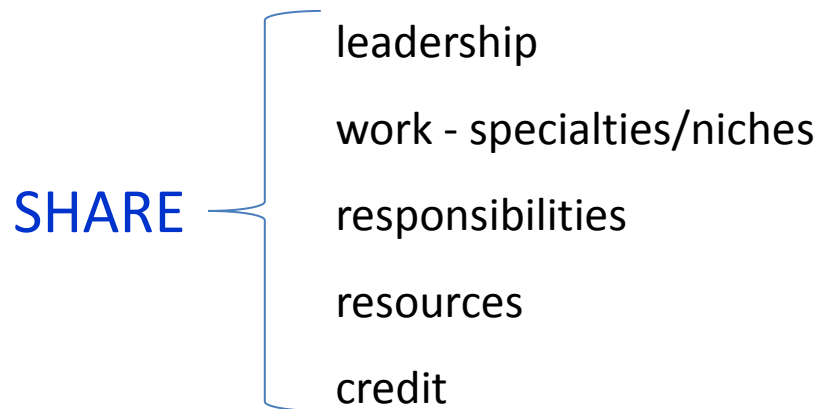 SHARE
leadership
work - specialties/niches
responsibilities
resources
credit